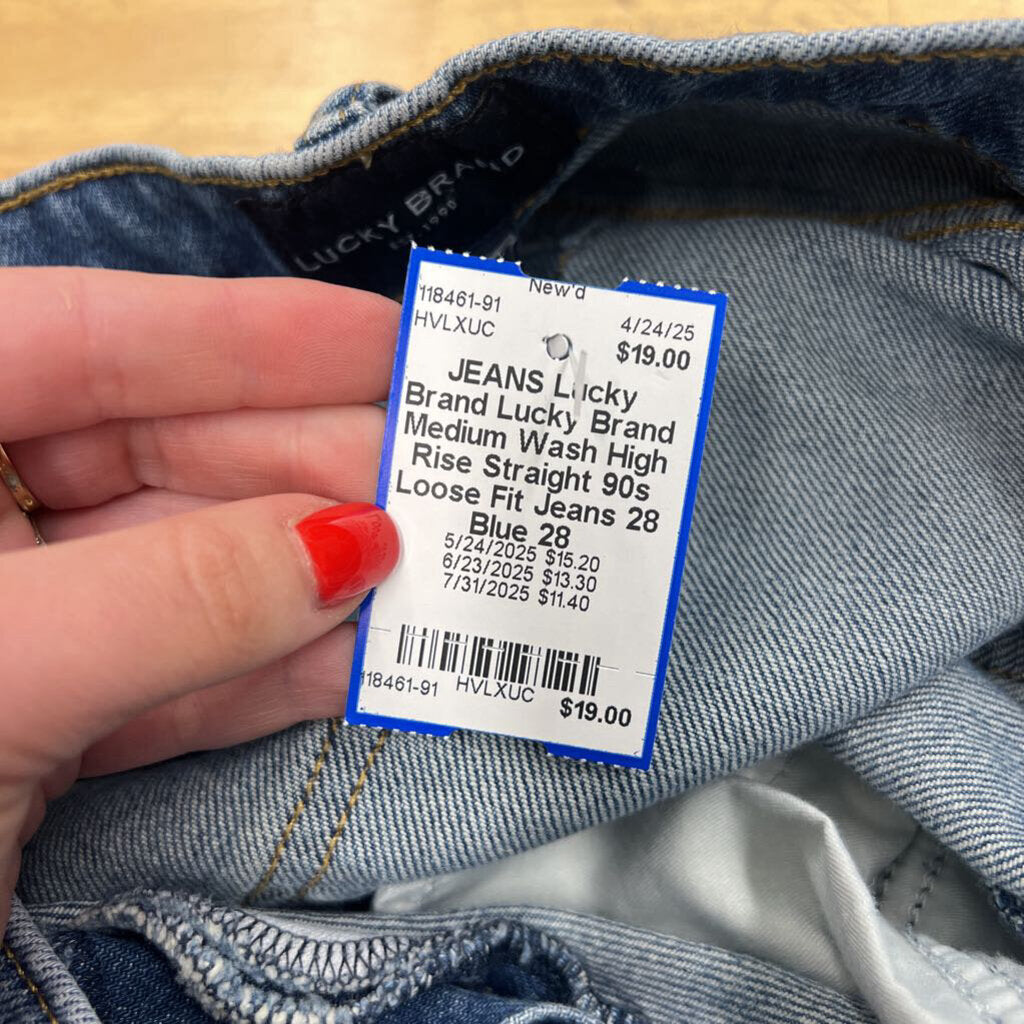 LUCKY BRAND
EST. 1990
New'd
118461-91
4/24/25
HVLXUC
$19.00
JEANS Lucky
Brand Lucky Brand
Medium Wash High
Rise Straight 90s
Loose Fit Jeans 28
Blue 28
5/24/2025 $15.20
6/23/2025 $13.30
7/31/2025 $11.40
118461-91 HVLXUC $19.00